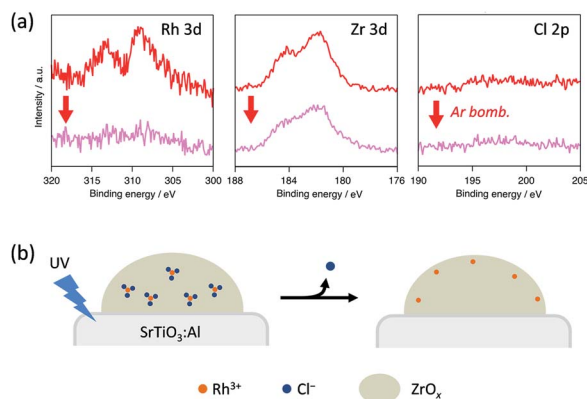 (a)
Rh 3d
Zr 3d
Cl 2p
Intensity / a.u.
Ar bomb.
320 315 310 305 300
188 184 180 176
190 195 200 205
Binding energy / eV
Binding energy / eV
Binding energy / eV
(b)
UV
SrTiO₃:Al
Rh³⁺
Cl⁻
ZrOₓ